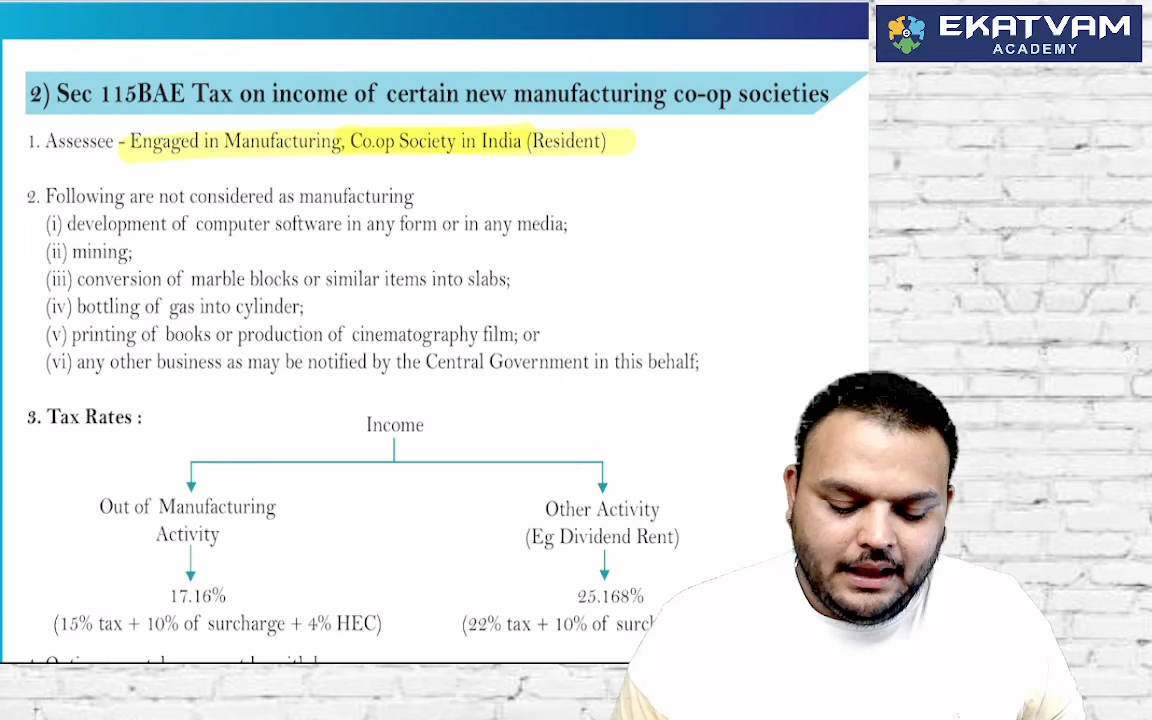 EKATVAM
ACADEMY
2) Sec 115BAE Tax on income of certain new manufacturing co-op societies
1. Assessee - Engaged in Manufacturing, Co.op Society in India (Resident)
2. Following are not considered as manufacturing
(i) development of computer software in any form or in any media;
(ii) mining;
(iii) conversion of marble blocks or similar items into slabs;
(iv) bottling of gas into cylinder;
(v) printing of books or production of cinematography film; or
(vi) any other business as may be notified by the Central Government in this behalf;
3. Tax Rates :
Income
Out of Manufacturing
Activity
Other Activity
(Eg Dividend Rent)
17.16%
25.168%
(15% tax + 10% of surcharge + 4% HEC)
(22% tax + 10% of surc